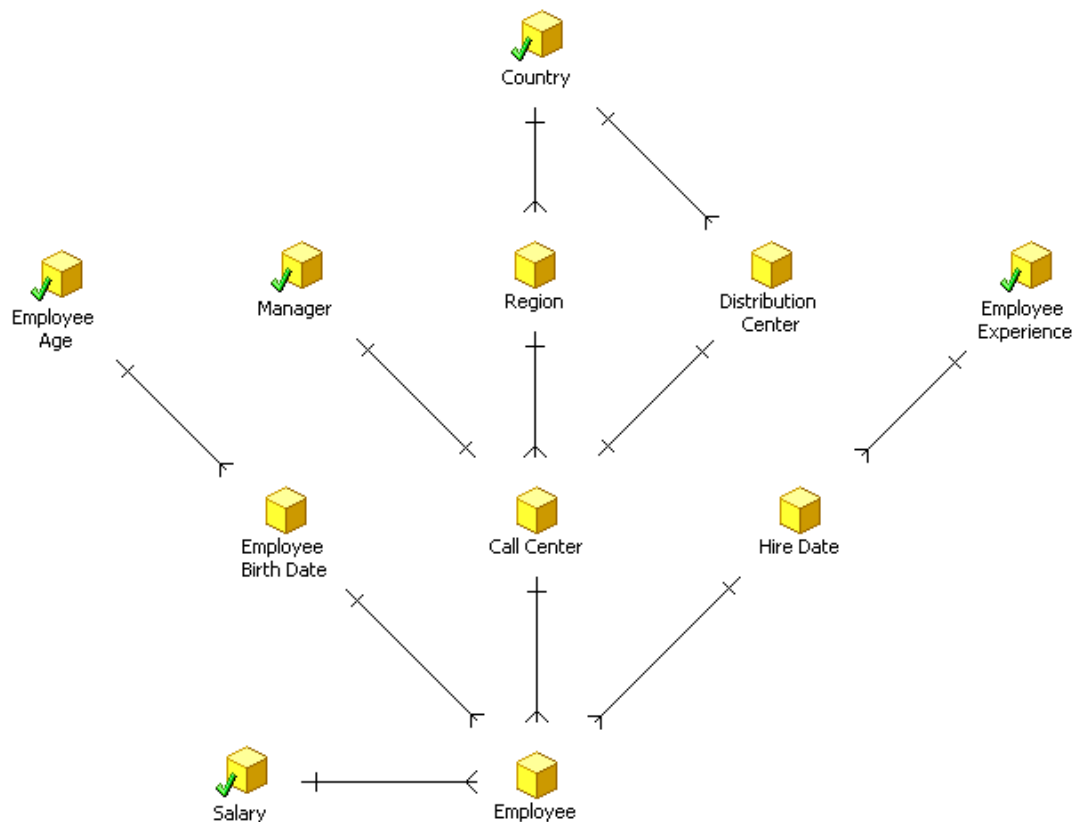 Country
Employee
Age
Manager
Region
Distribution
Center
Employee
Experience
Employee
Birth Date
Call Center
Hire Date
Salary
Employee